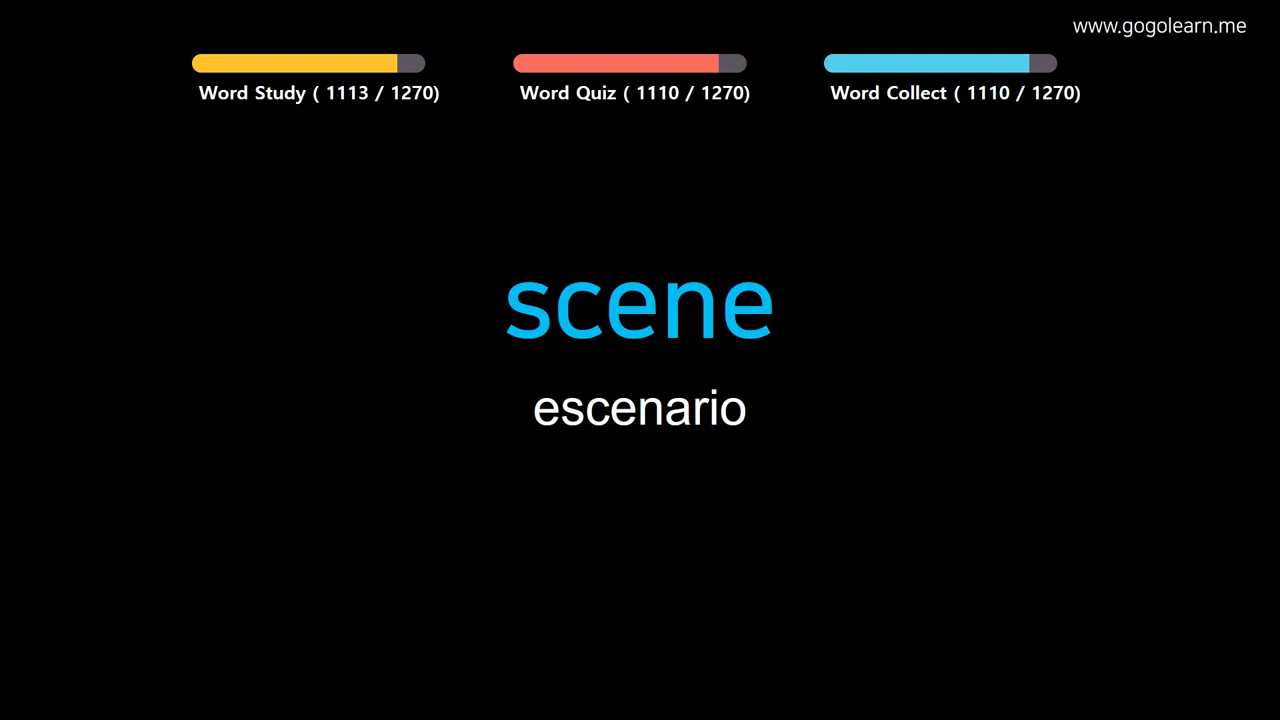 www.gogolearn.me
Word Study ( 1113 / 1270)
Word Quiz ( 1110 / 1270)
Word Collect ( 1110 / 1270)
scene
escenario